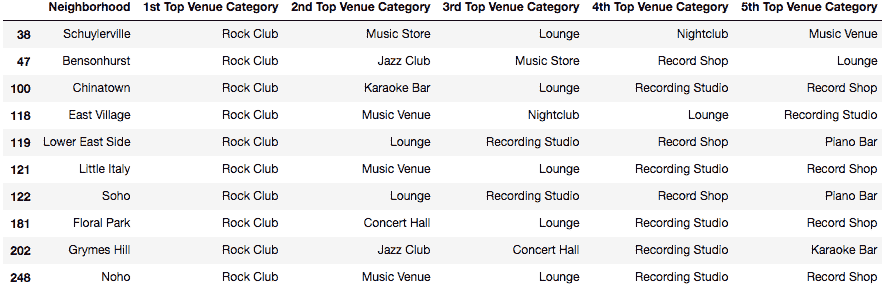 Neighborhood 1st Top Venue Category 2nd Top Venue Category 3rd Top Venue Category 4th Top Venue Category 5th Top Venue Category
38 Schuylerville Rock Club Music Store Lounge Nightclub Music Venue
47 Bensonhurst Rock Club Jazz Club Music Store Record Shop Lounge
100 Chinatown Rock Club Karaoke Bar Lounge Recording Studio Record Shop
118 East Village Rock Club Music Venue Nightclub Lounge Recording Studio
119 Lower East Side Rock Club Lounge Recording Studio Record Shop Piano Bar
121 Little Italy Rock Club Music Venue Lounge Recording Studio Record Shop
122 Soho Rock Club Lounge Recording Studio Record Shop Piano Bar
181 Floral Park Rock Club Concert Hall Lounge Recording Studio Record Shop
202 Grymes Hill Rock Club Jazz Club Concert Hall Recording Studio Karaoke Bar
248 Noho Rock Club Music Venue Lounge Recording Studio Record Shop